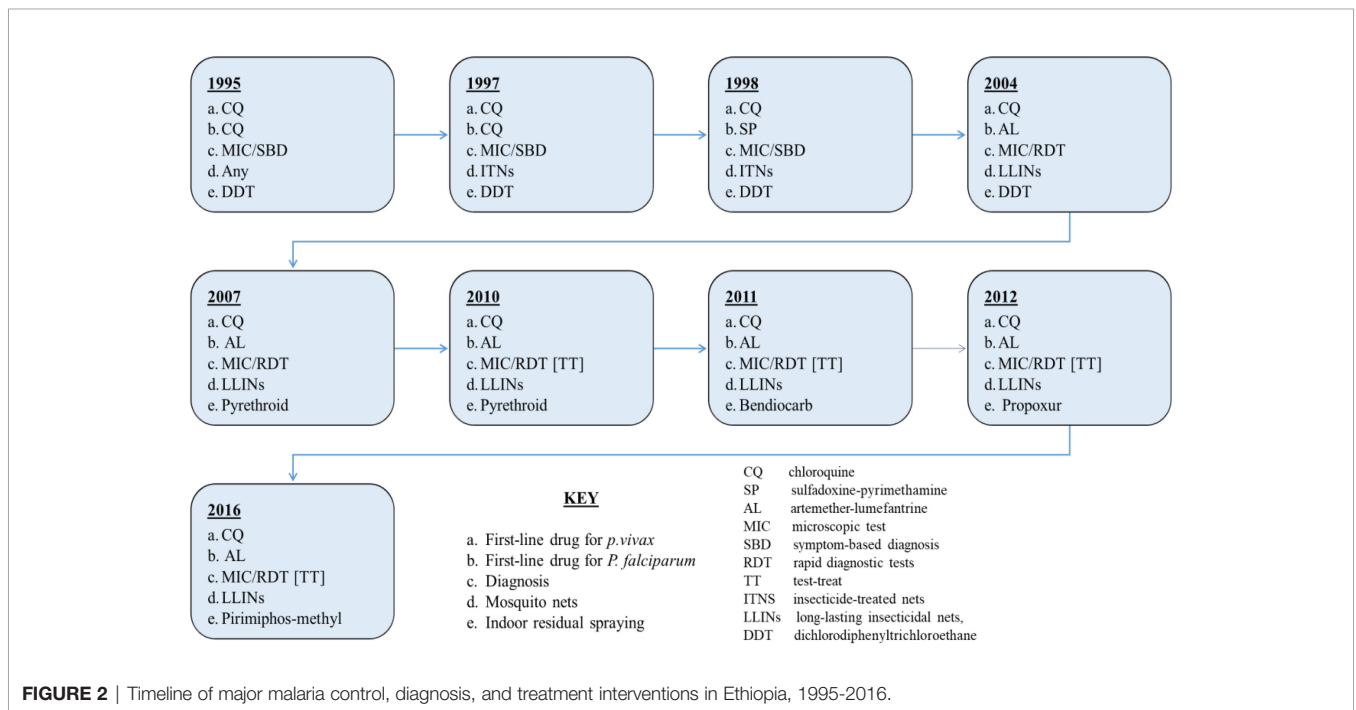 1995
a. CQ
b. CQ
c. MIC/SBD
d. Any
e. DDT
1997
a. CQ
b. CQ
c. MIC/SBD
d. ITNs
e. DDT
1998
a. CQ
b. SP
c. MIC/SBD
d. ITNs
e. DDT
2004
a. CQ
b. AL
c. MIC/RDT
d. LLINs
e. DDT
2007
a. CQ
b. AL
c. MIC/RDT
d. LLINs
e. Pyrethroid
2010
a. CQ
b. AL
c. MIC/RDT [TT]
d. LLINs
e. Pyrethroid
2011
a. CQ
b. AL
c. MIC/RDT [TT]
d. LLINs
e. Bendiocarb
2012
a. CQ
b. AL
c. MIC/RDT [TT]
d. LLINs
e. Propoxur
2016
a. CQ
b. AL
c. MIC/RDT [TT]
d. LLINs
e. Pirimiphos-methyl
KEY
a. First-line drug for p.vivax
b. First-line drug for P. falciparum
c. Diagnosis
d. Mosquito nets
e. Indoor residual spraying
CQ chloroquine
SP sulfadoxine-pyrimethamine
AL artemether-lumefantrine
MIC microscopic test
SBD symptom-based diagnosis
RDT rapid diagnostic tests
TT test-treat
ITNS insecticide-treated nets
LLINs long-lasting insecticidal nets,
DDT dichlorodiphenyltrichloroethane
FIGURE 2 | Timeline of major malaria control, diagnosis, and treatment interventions in Ethiopia, 1995-2016.